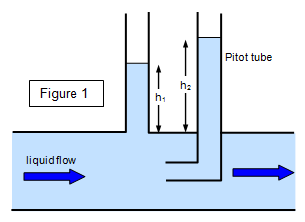 Pitot tube
h₂
h₁
Figure 1
liquid flow